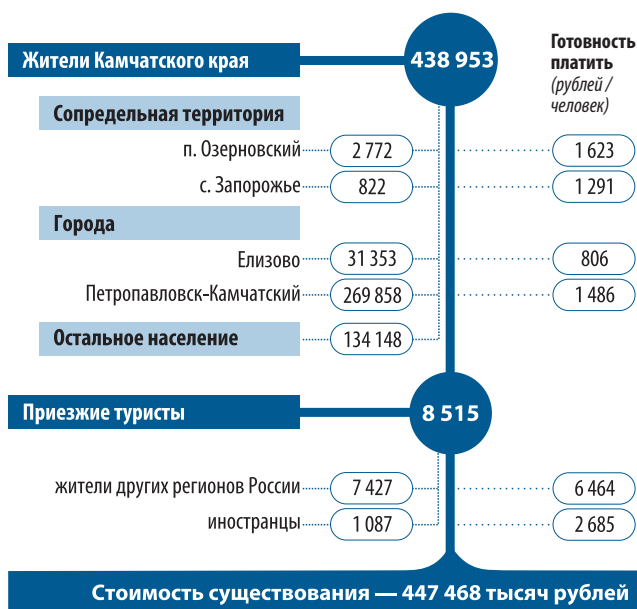 Жители Камчатского края 438 953
Готовность
платить
(рублей /
человек)
Сопредельная территория
п. Озерновский 2 772 1 623
с. Запорожье 822 1 291
Города
Елизово 31 353 806
Петропавловск-Камчатский 269 858 1 486
Остальное население 134 148
Приезжие туристы 8 515
жители других регионов России 7 427 6 464
иностранцы 1 087 2 685
Стоимость существования — 447 468 тысяч рублей